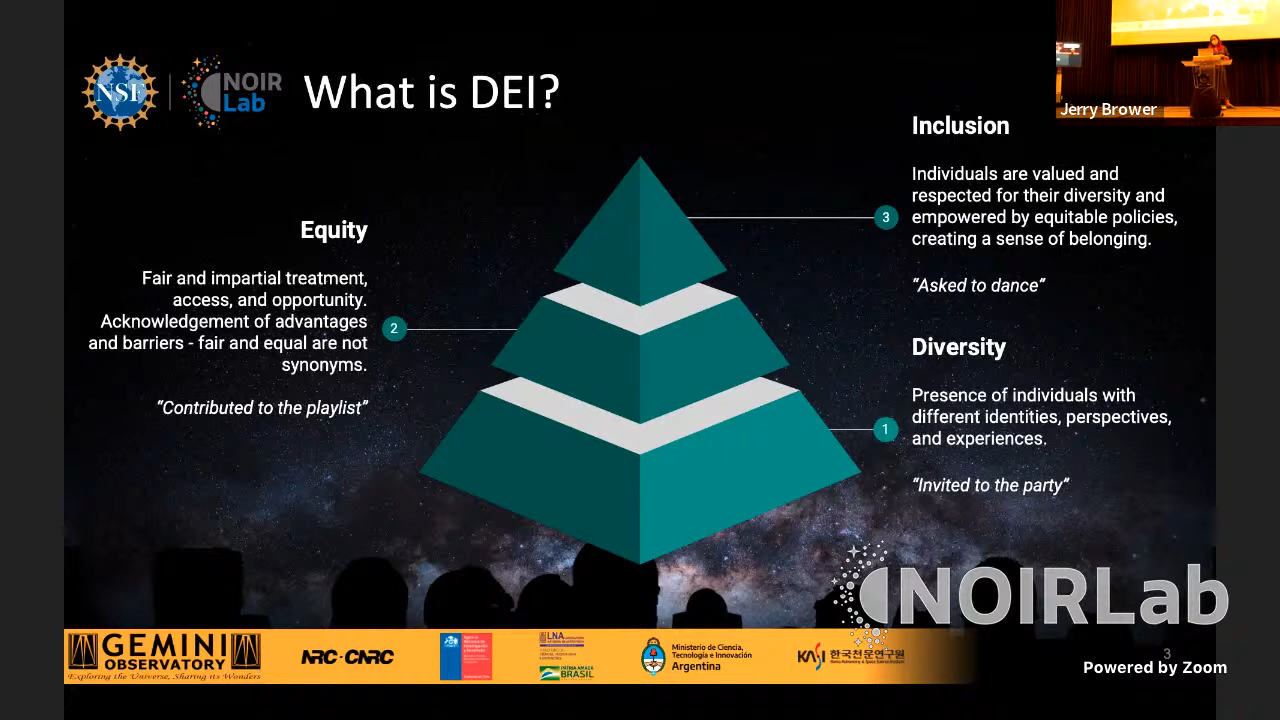 NSF
NOIR
Lab
What is DEI?
Jerry Brower
Inclusion
Individuals are valued and
respected for their diversity and
empowered by equitable policies,
creating a sense of belonging.
“Asked to dance”
3
Equity
Fair and impartial treatment,
access, and opportunity.
Acknowledgement of advantages
and barriers - fair and equal are not
synonyms.
“Contributed to the playlist”
2
Diversity
Presence of individuals with
different identities, perspectives,
and experiences.
“Invited to the party”
1
NOIRLab
GEMINI
OBSERVATORY
Exploring the Universe, Sharing its Wonders
NRC·CNRC
LNA
PÁTRIA AMADA
BRASIL
Ministerio de Ciencia,
Tecnología e Innovación
Argentina
KASI 한국천문연구원
3
Powered by Zoom